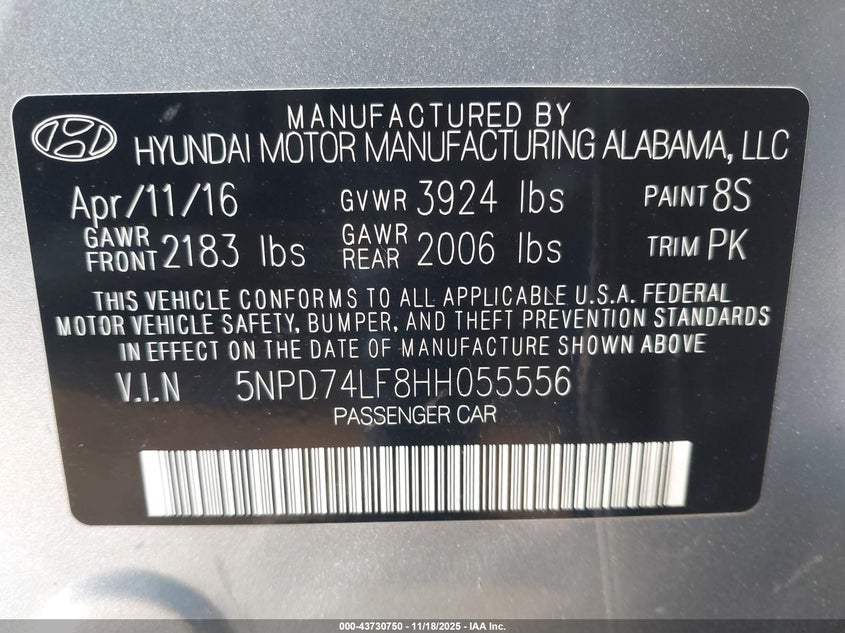 MANUFACTURED BY
HYUNDAI MOTOR MANUFACTURING ALABAMA, LLC
Apr/11/16 GVWR 3924 lbs PAINT 8S
GAWR FRONT 2183 lbs GAWR REAR 2006 lbs TRIM PK
THIS VEHICLE CONFORMS TO ALL APPLICABLE U.S.A. FEDERAL
MOTOR VEHICLE SAFETY, BUMPER, AND THEFT PREVENTION STANDARDS
IN EFFECT ON THE DATE OF MANUFACTURE SHOWN ABOVE
V.I.N 5NPD74LF8HH055556
PASSENGER CAR
000-43730750 - 11/18/2025 - IAA Inc.